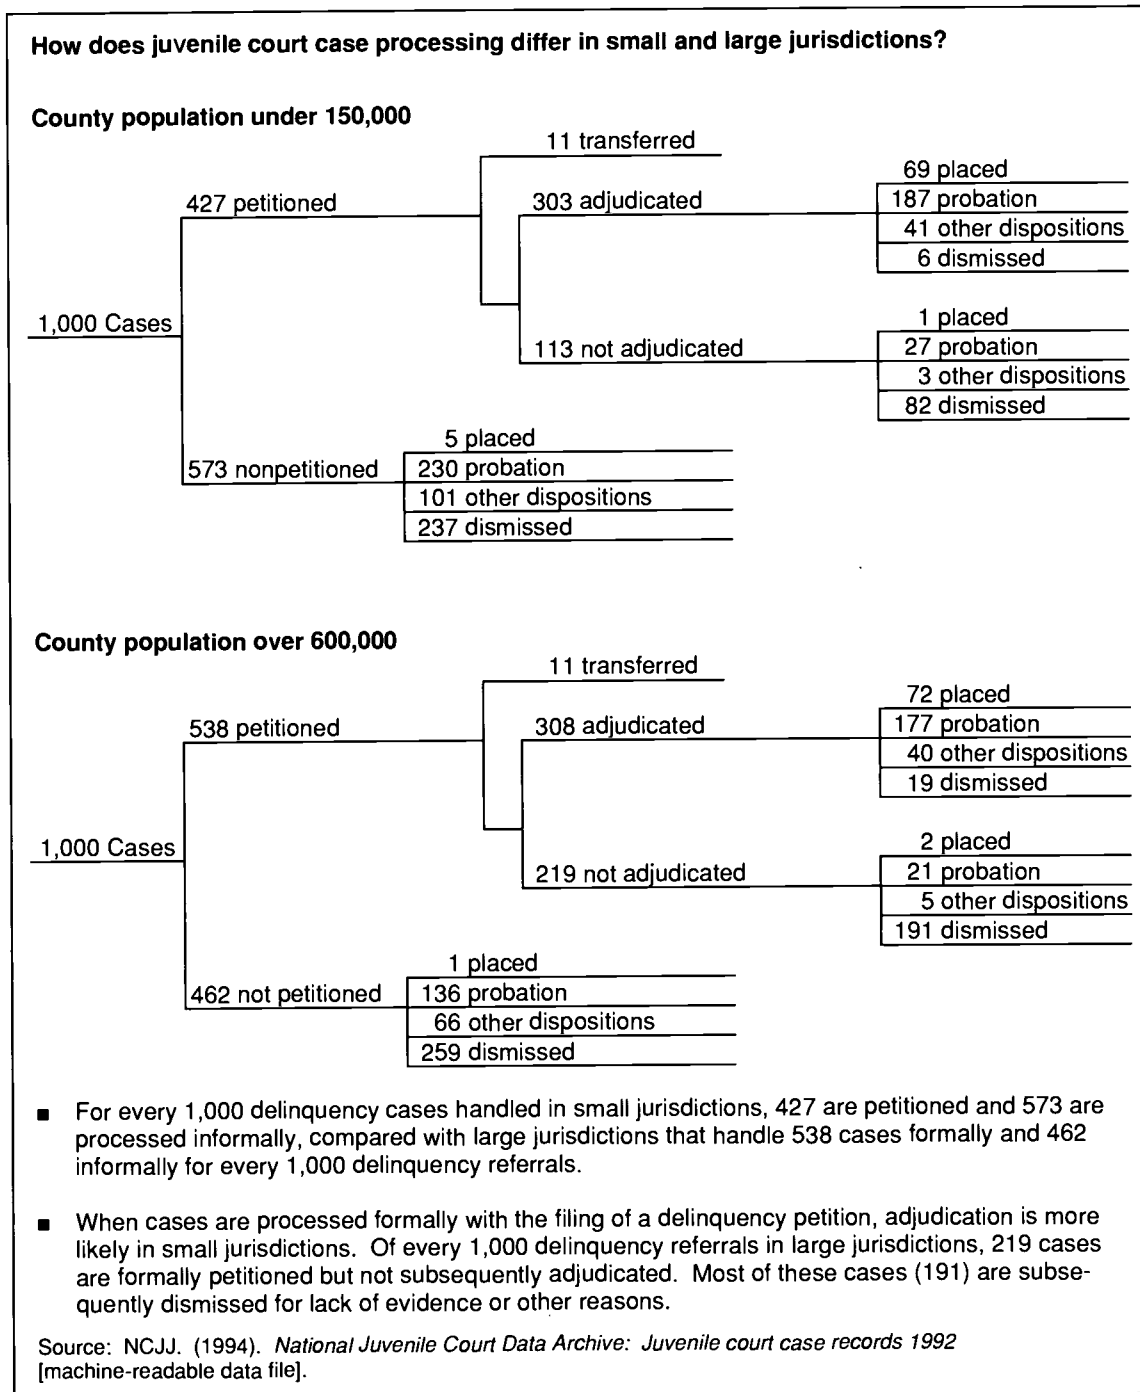 How does juvenile court case processing differ in small and large jurisdictions?
County population under 150,000
11 transferred
427 petitioned
303 adjudicated
69 placed
187 probation
41 other dispositions
6 dismissed
1,000 Cases
113 not adjudicated
1 placed
27 probation
3 other dispositions
82 dismissed
573 nonpetitioned
5 placed
230 probation
101 other dispositions
237 dismissed
County population over 600,000
11 transferred
538 petitioned
308 adjudicated
72 placed
177 probation
40 other dispositions
19 dismissed
1,000 Cases
219 not adjudicated
2 placed
21 probation
5 other dispositions
191 dismissed
462 not petitioned
1 placed
136 probation
66 other dispositions
259 dismissed
■ For every 1,000 delinquency cases handled in small jurisdictions, 427 are petitioned and 573 are
processed informally, compared with large jurisdictions that handle 538 cases formally and 462
informally for every 1,000 delinquency referrals.
■ When cases are processed formally with the filing of a delinquency petition, adjudication is more
likely in small jurisdictions. Of every 1,000 delinquency referrals in large jurisdictions, 219 cases
are formally petitioned but not subsequently adjudicated. Most of these cases (191) are subse-
quently dismissed for lack of evidence or other reasons.
Source: NCJJ. (1994). National Juvenile Court Data Archive: Juvenile court case records 1992
[machine-readable data file].